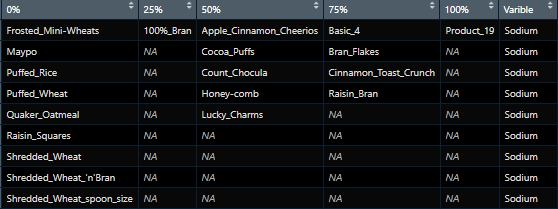 0% 25% 50% 75% 100% Varible
Frosted_Mini-Wheats 100%_Bran Apple_Cinnamon_Cheerios Basic_4 Product_19 Sodium
Maypo NA Cocoa_Puffs Bran_Flakes NA Sodium
Puffed_Rice NA Count_Chocula Cinnamon_Toast_Crunch NA Sodium
Puffed_Wheat NA Honey-comb Raisin_Bran NA Sodium
Quaker_Oatmeal NA Lucky_Charms NA NA Sodium
Raisin_Squares NA NA NA NA Sodium
Shredded_Wheat NA NA NA NA Sodium
Shredded_Wheat_'n'Bran NA NA NA NA Sodium
Shredded_Wheat_spoon_size NA NA NA NA Sodium